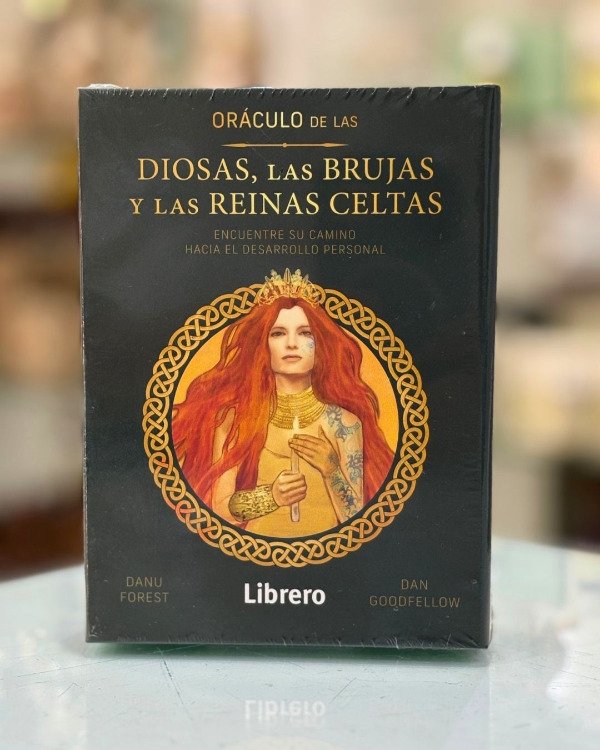 ORÁCULO DE LAS
DIOSAS, LAS BRUJAS
Y LAS REINAS CELTAS
ENCUENTRE SU CAMINO
HACIA EL DESARROLLO PERSONAL
DANU
FOREST
Librero
DAN
GOODFELLOW